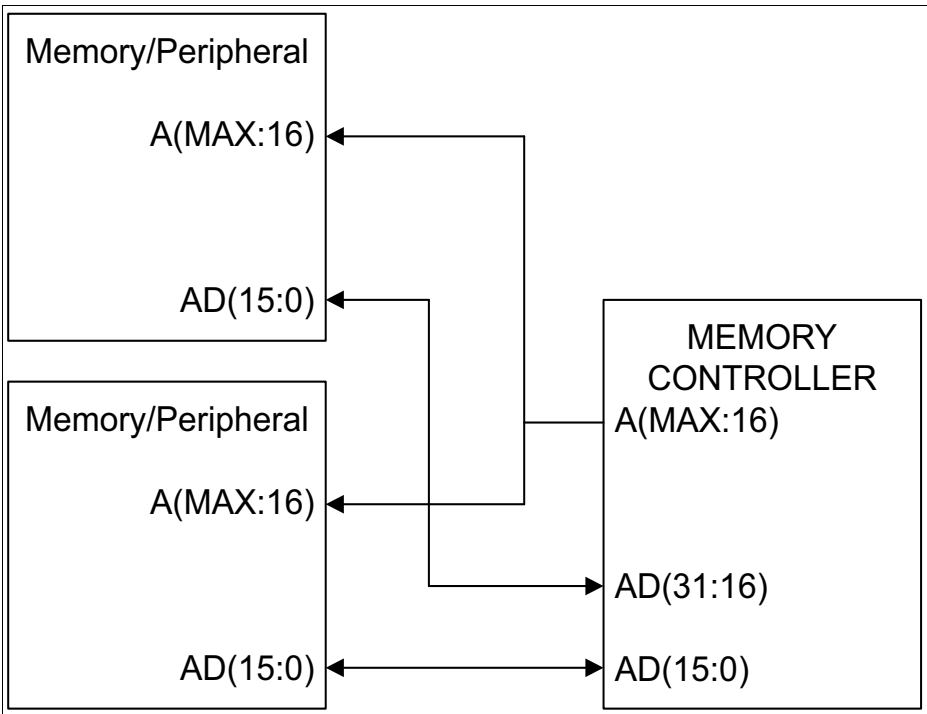 Memory/Peripheral
A(MAX:16)
AD(15:0)
Memory/Peripheral
A(MAX:16)
AD(15:0)
MEMORY
CONTROLLER
A(MAX:16)
AD(31:16)
AD(15:0)